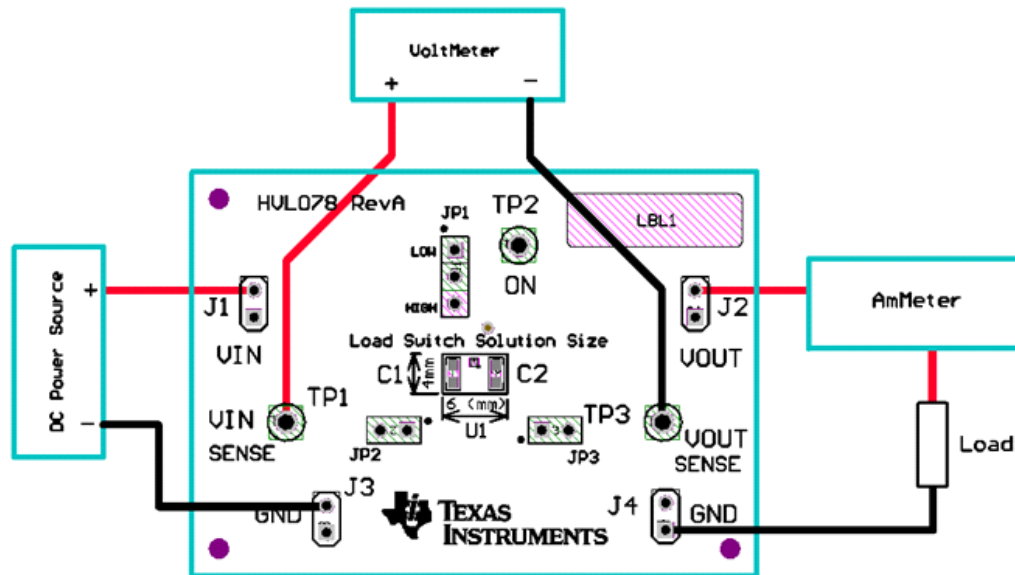 VoltMeter
+ −
HVL078 RevA
JP1
TP2
LBL1
LOW
ON
HIGH
DC Power Source
+
−
J1
VIN
J2
VOUT
AmMeter
Load Switch Solution Size
C1
4mm
C2
6 (mm)
U1
TP1
VIN
SENSE
JP2
JP3
TP3
VOUT
SENSE
Load
J3
GND
TEXAS
INSTRUMENTS
J4
GND